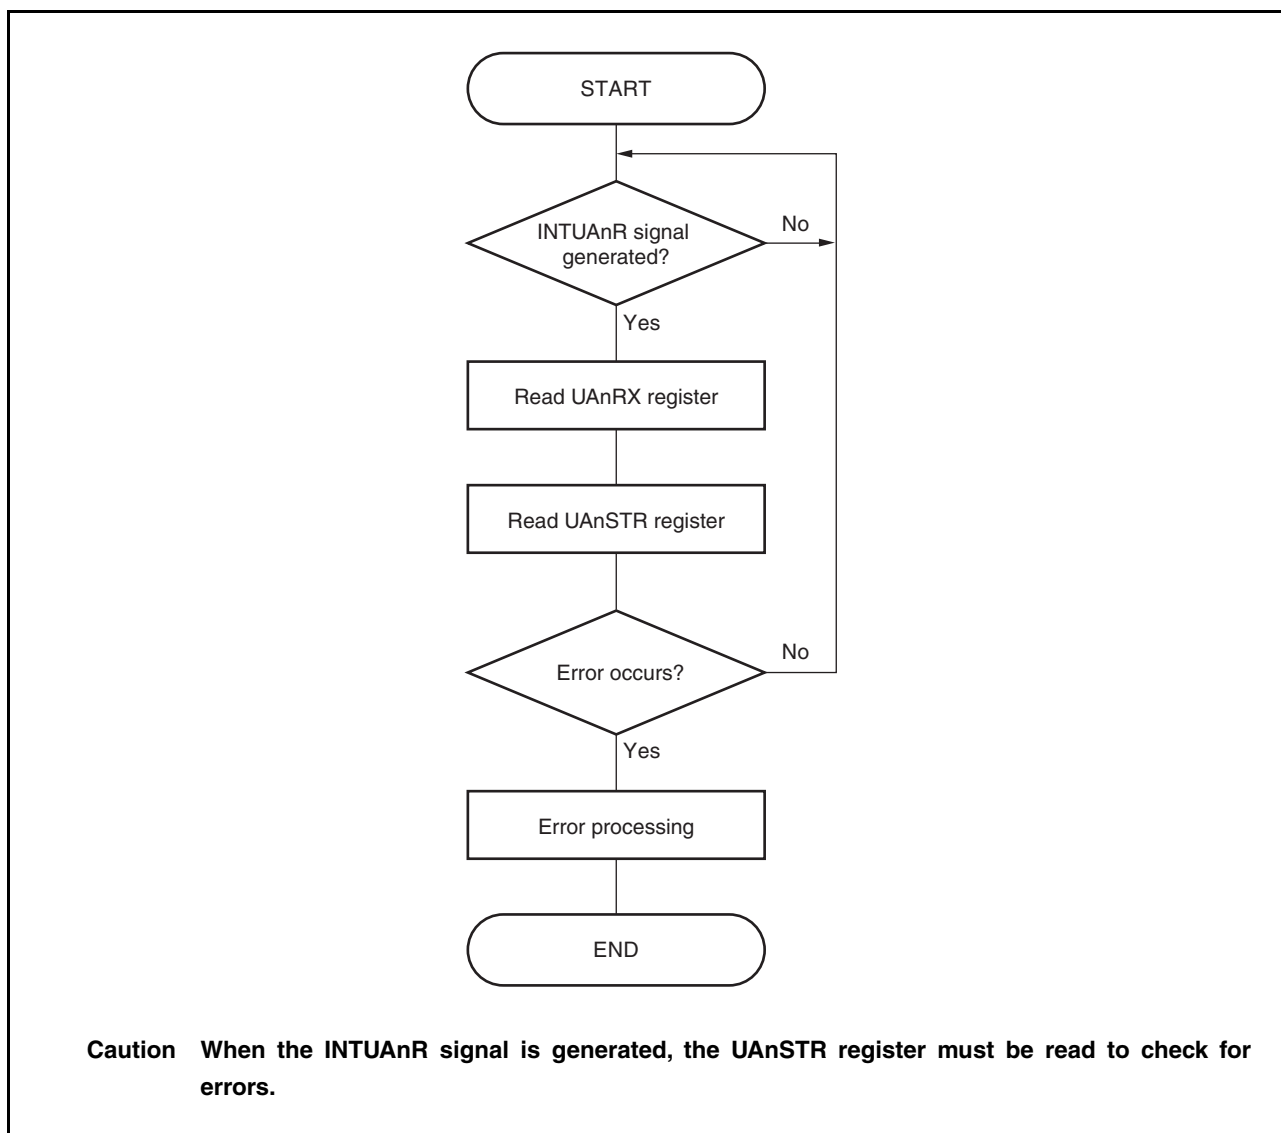 START
INTUAnR signal
generated?
No
Yes
Read UAnRX register
Read UAnSTR register
Error occurs?
No
Yes
Error processing
END
Caution When the INTUAnR signal is generated, the UAnSTR register must be read to check for
errors.